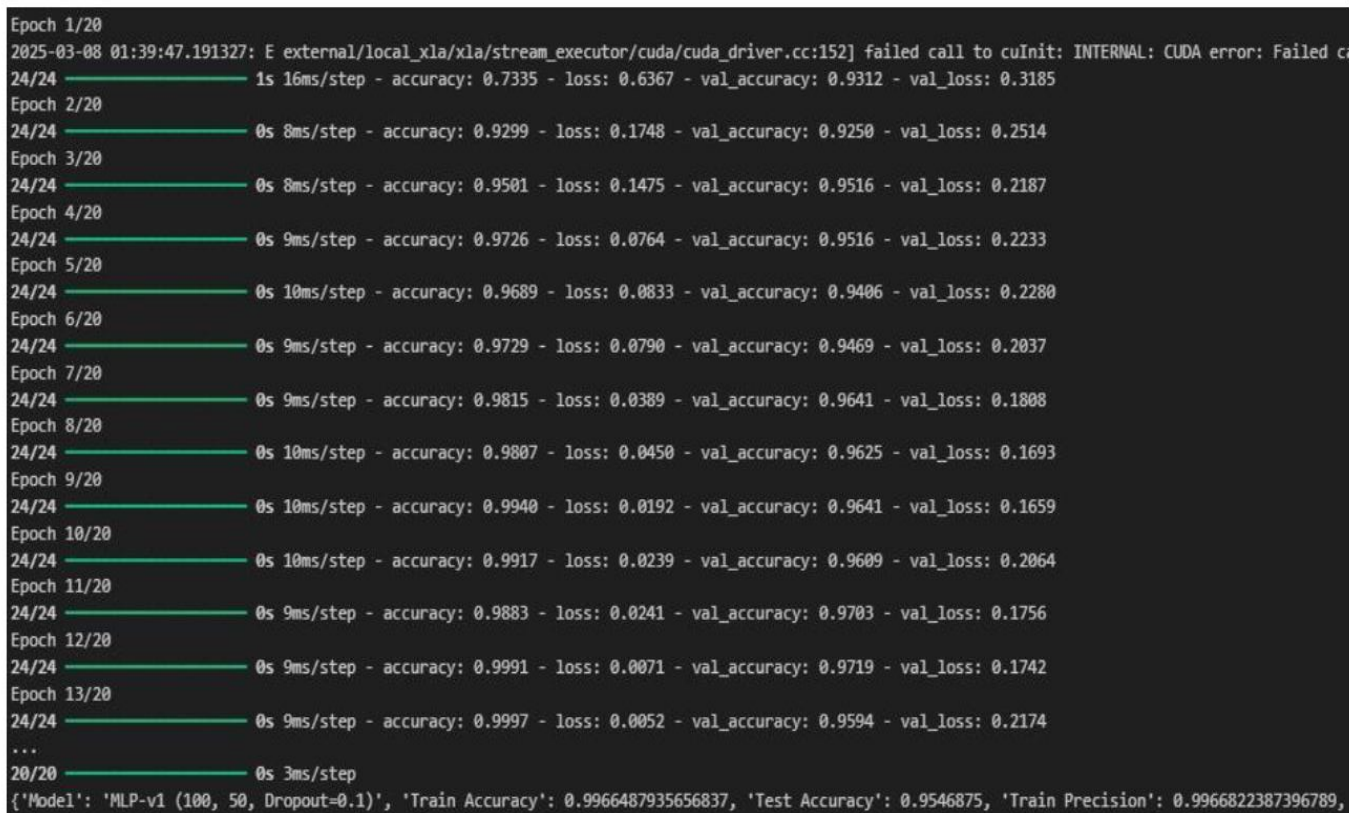 Epoch 1/20
2025-03-08 01:39:47.191327: E external/local_xla/xla/stream_executor/cuda/cuda_driver.cc:152] failed call to cuInit: INTERNAL: CUDA error: Failed ca
24/24 1s 16ms/step - accuracy: 0.7335 - loss: 0.6367 - val_accuracy: 0.9312 - val_loss: 0.3185
Epoch 2/20
24/24 0s 8ms/step - accuracy: 0.9299 - loss: 0.1748 - val_accuracy: 0.9250 - val_loss: 0.2514
Epoch 3/20
24/24 0s 8ms/step - accuracy: 0.9501 - loss: 0.1475 - val_accuracy: 0.9516 - val_loss: 0.2187
Epoch 4/20
24/24 0s 9ms/step - accuracy: 0.9726 - loss: 0.0764 - val_accuracy: 0.9516 - val_loss: 0.2233
Epoch 5/20
24/24 0s 10ms/step - accuracy: 0.9689 - loss: 0.0833 - val_accuracy: 0.9406 - val_loss: 0.2280
Epoch 6/20
24/24 0s 9ms/step - accuracy: 0.9729 - loss: 0.0790 - val_accuracy: 0.9469 - val_loss: 0.2037
Epoch 7/20
24/24 0s 9ms/step - accuracy: 0.9815 - loss: 0.0389 - val_accuracy: 0.9641 - val_loss: 0.1808
Epoch 8/20
24/24 0s 10ms/step - accuracy: 0.9807 - loss: 0.0450 - val_accuracy: 0.9625 - val_loss: 0.1693
Epoch 9/20
24/24 0s 10ms/step - accuracy: 0.9940 - loss: 0.0192 - val_accuracy: 0.9641 - val_loss: 0.1659
Epoch 10/20
24/24 0s 10ms/step - accuracy: 0.9917 - loss: 0.0239 - val_accuracy: 0.9609 - val_loss: 0.2064
Epoch 11/20
24/24 0s 9ms/step - accuracy: 0.9883 - loss: 0.0241 - val_accuracy: 0.9703 - val_loss: 0.1756
Epoch 12/20
24/24 0s 9ms/step - accuracy: 0.9991 - loss: 0.0071 - val_accuracy: 0.9719 - val_loss: 0.1742
Epoch 13/20
24/24 0s 9ms/step - accuracy: 0.9997 - loss: 0.0052 - val_accuracy: 0.9594 - val_loss: 0.2174
...
20/20 0s 3ms/step
{'Model': 'MLP-v1 (100, 50, Dropout=0.1)', 'Train Accuracy': 0.9966487935656837, 'Test Accuracy': 0.9546875, 'Train Precision': 0.9966822387396789,